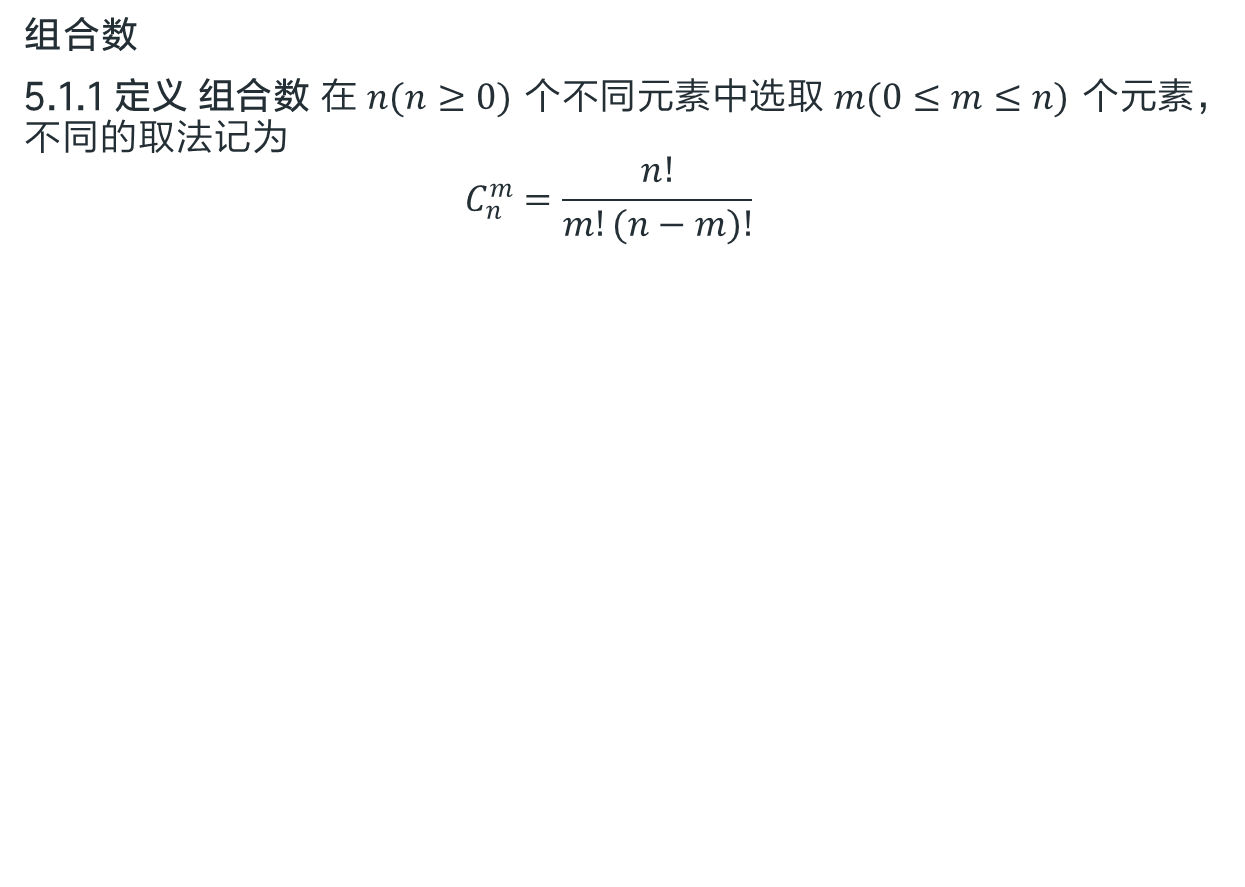 组合数
5.1.1 定义 组合数 在 n(n ≥ 0) 个不同元素中选取 m(0 ≤ m ≤ n) 个元素，
不同的取法记为
C_n^m = \frac{n!}{m!(n − m)!}